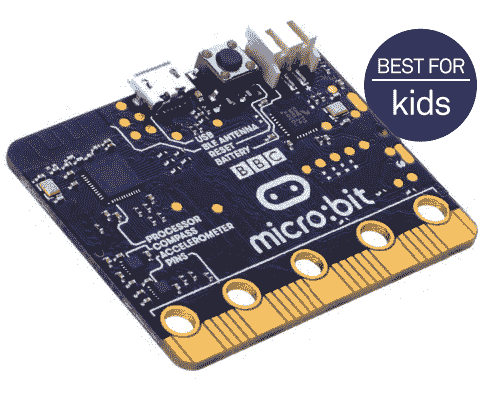 BEST FOR
kids
USB
BLE ANTENNA
RESET
BATTERY
BBC
micro:bit
PROCESSOR
COMPASS
ACCELEROMETER
PINS